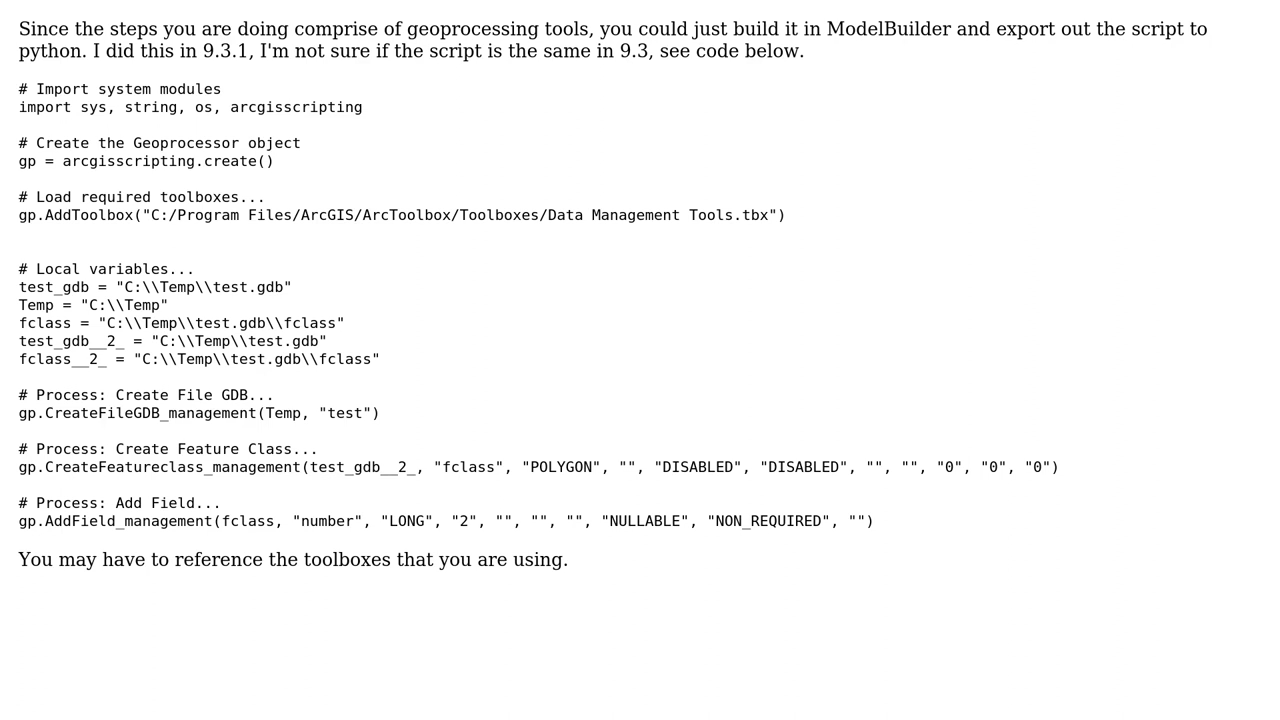 Since the steps you are doing comprise of geoprocessing tools, you could just build it in ModelBuilder and export out the script to
python. I did this in 9.3.1, I'm not sure if the script is the same in 9.3, see code below.
# Import system modules
import sys, string, os, arcgisscripting
# Create the Geoprocessor object
gp = arcgisscripting.create()
# Load required toolboxes...
gp.AddToolbox("C:/Program Files/ArcGIS/ArcToolbox/Toolboxes/Data Management Tools.tbx")
# Local variables...
test_gdb = "C:\\Temp\\test.gdb"
Temp = "C:\\Temp"
fclass = "C:\\Temp\\test.gdb\\fclass"
test_gdb__2_ = "C:\\Temp\\test.gdb"
fclass__2_ = "C:\\Temp\\test.gdb\\fclass"
# Process: Create File GDB...
gp.CreateFileGDB_management(Temp, "test")
# Process: Create Feature Class...
gp.CreateFeatureclass_management(test_gdb__2_, "fclass", "POLYGON", "", "DISABLED", "DISABLED", "", "", "0", "0", "0")
# Process: Add Field...
gp.AddField_management(fclass, "number", "LONG", "2", "", "", "", "NULLABLE", "NON_REQUIRED", "")
You may have to reference the toolboxes that you are using.